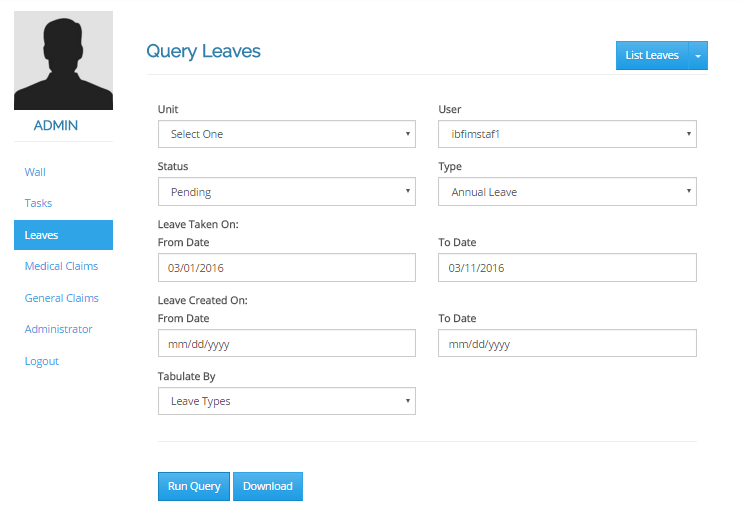 Query Leaves
List Leaves
ADMIN
Wall
Tasks
Leaves
Medical Claims
General Claims
Administrator
Logout
Unit
User
Select One
ibfimstaf1
Status
Type
Pending
Annual Leave
Leave Taken On:
From Date
To Date
03/01/2016
03/11/2016
Leave Created On:
From Date
To Date
mm/dd/yyyy
mm/dd/yyyy
Tabulate By
Leave Types
Run Query
Download